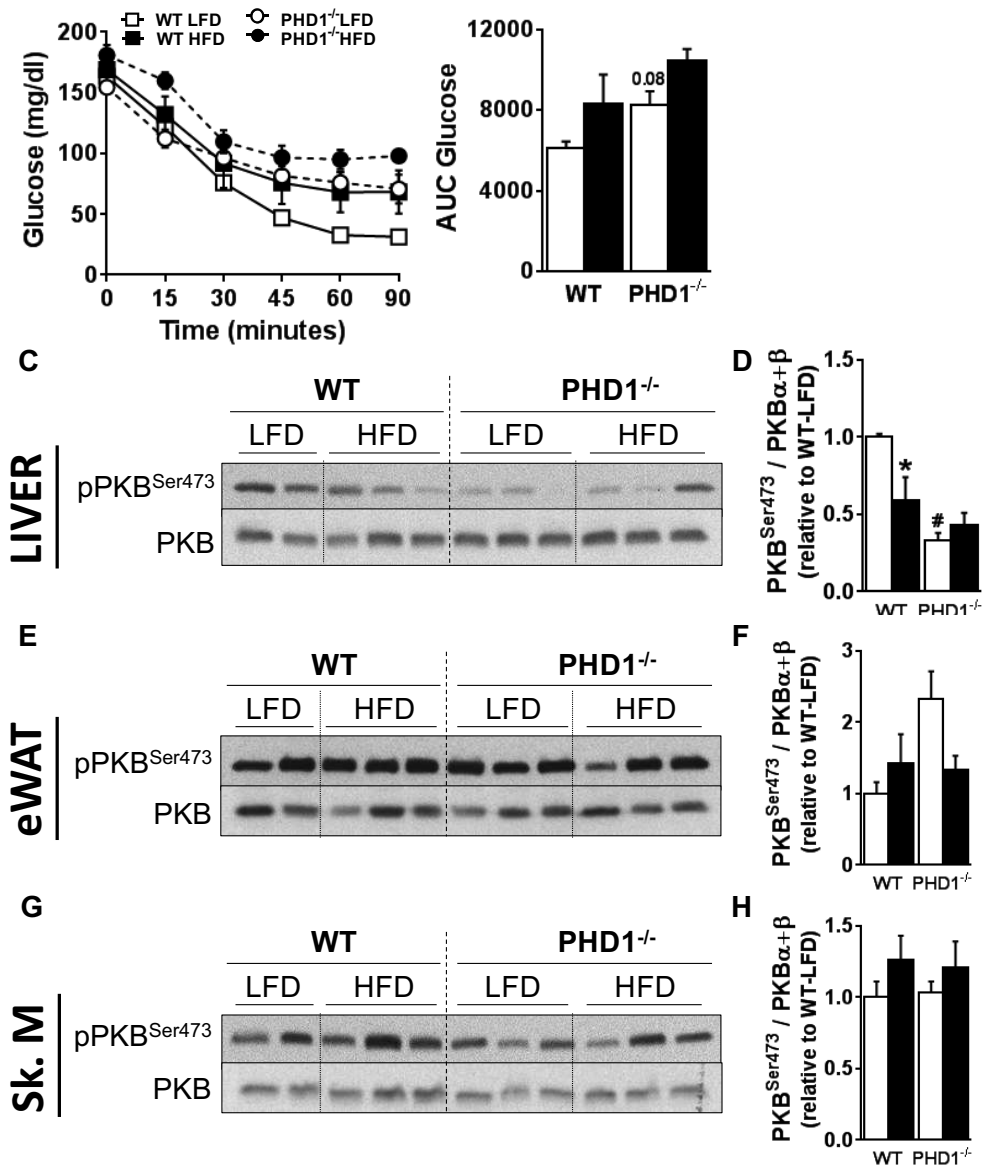 WT LFD
WT HFD
PHD1-/-LFD
PHD1-/-HFD
Glucose (mg/dl)
200
150
100
50
0
0 15 30 45 60 90
Time (minutes)
AUC Glucose
12000
8000
4000
0
0.08
WT PHD1-/-
C
LIVER
WT PHD1-/-
LFD HFD LFD HFD
pPKBSer473
PKB
D
PKBSer473 / PKBα+β
(relative to WT-LFD)
1.5
1.0
0.5
0.0
*
#
WT PHD1-/-
E
eWAT
WT PHD1-/-
LFD HFD LFD HFD
pPKBSer473
PKB
F
PKBSer473 / PKBα+β
(relative to WT-LFD)
3
2
1
0
WT PHD1-/-
G
Sk. M
WT PHD1-/-
LFD HFD LFD HFD
pPKBSer473
PKB
H
PKBSer473 / PKBα+β
(relative to WT-LFD)
1.5
1.0
0.5
0.0
WT PHD1-/-